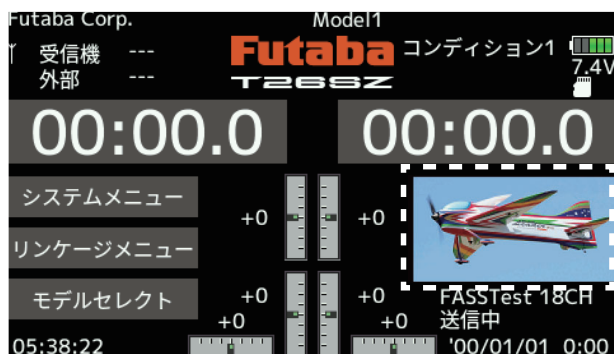 Futaba Corp. Model1
受信機 --- Futaba コンディション1
外部 --- T26SZ 7.4V
00:00.0 00:00.0
システムメニュー
+0 +0
リンケージメニュー
モデルセレクト +0 +0 FASSTest 18CH
+0 +0 送信中
05:38:22 '00/01/01 0:00